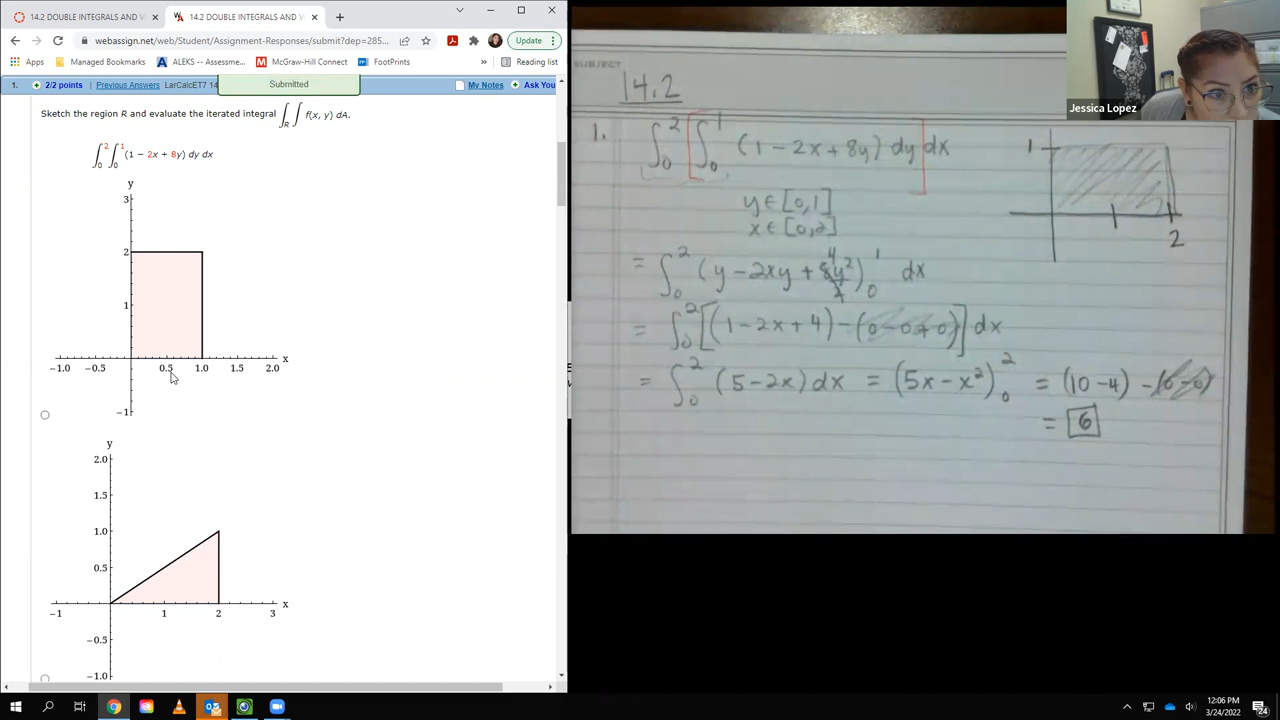 14.2 DOUBLE INTEGRALS AND V
14.2 DOUBLE INTEGRALS AND V
webassign.net/web/Student/Assignment-Responses/submit?dep=285...
Update
Apps
Managed Bookmarks
ALEKS -- Assessme...
McGraw-Hill Connect
FootPrints
Reading list
1.
2/2 points
Previous Answers
LarCalcET7 14
Submitted
My Notes
Ask You
Sketch the region R and evaluate the iterated integral ∫_R ∫ f(x, y) dA.
∫_0^2 ∫_0^1 (1 − 2x + 8y) dy dx
y
3
2
1
−1.0 −0.5 0.5 1.0 1.5 2.0 x
−1
y
2.0
1.5
1.0
0.5
−1 1 2 3 x
−0.5
−1.0
SUBJECT
14.2
1. ∫_0^2 [∫_0^1 (1 − 2x + 8y) dy] dx
y ∈ [0,1]
x ∈ [0,2]
1
2
= ∫_0^2 (y − 2xy + 8y²/2 4)_0^1 dx
= ∫_0^2 [(1 − 2x + 4) − (0 − 0 + 0)] dx
= ∫_0^2 (5 − 2x) dx = (5x − x²)_0^2 = (10 − 4) − (0 − 0)
= 6
Jessica Lopez
12:06 PM
3/24/2022
24